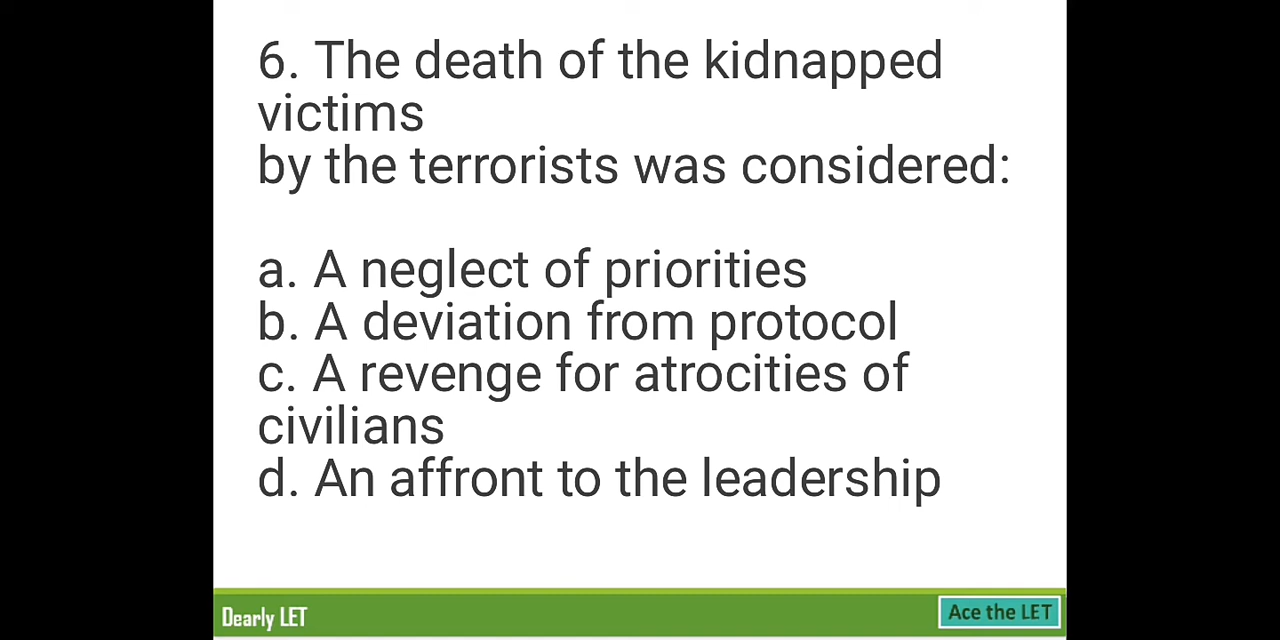 6. The death of the kidnapped
victims
by the terrorists was considered:
a. A neglect of priorities
b. A deviation from protocol
c. A revenge for atrocities of
civilians
d. An affront to the leadership
Dearly LET
Ace the LET